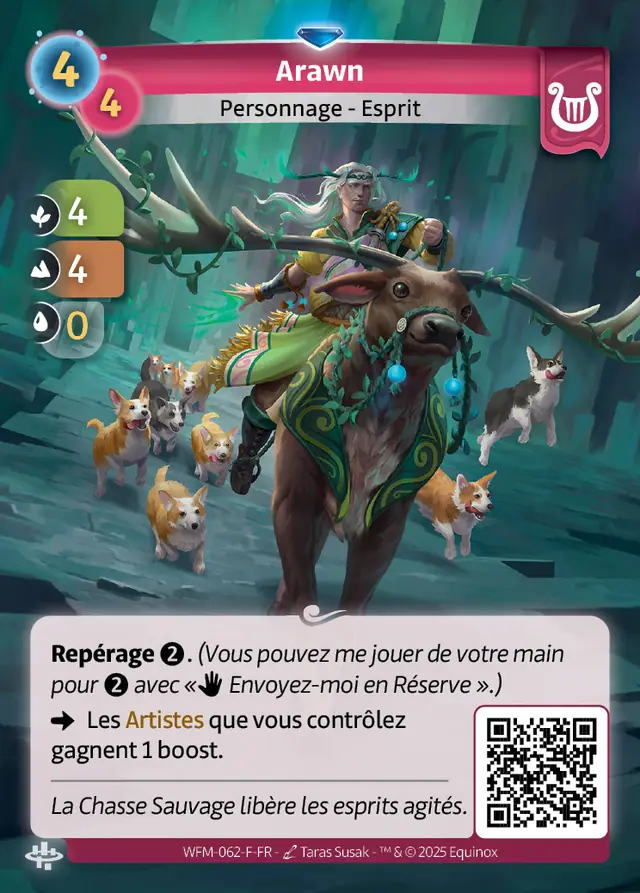 4
4
Arawn
Personnage - Esprit
4
4
0
Repérage 2. (Vous pouvez me jouer de votre main
pour 2 avec « Envoyez-moi en Réserve ».)
Les Artistes que vous contrôlez
gagnent 1 boost.
La Chasse Sauvage libère les esprits agités.
WFM-062-F-FR - Taras Susak - ™ & © 2025 Equinox